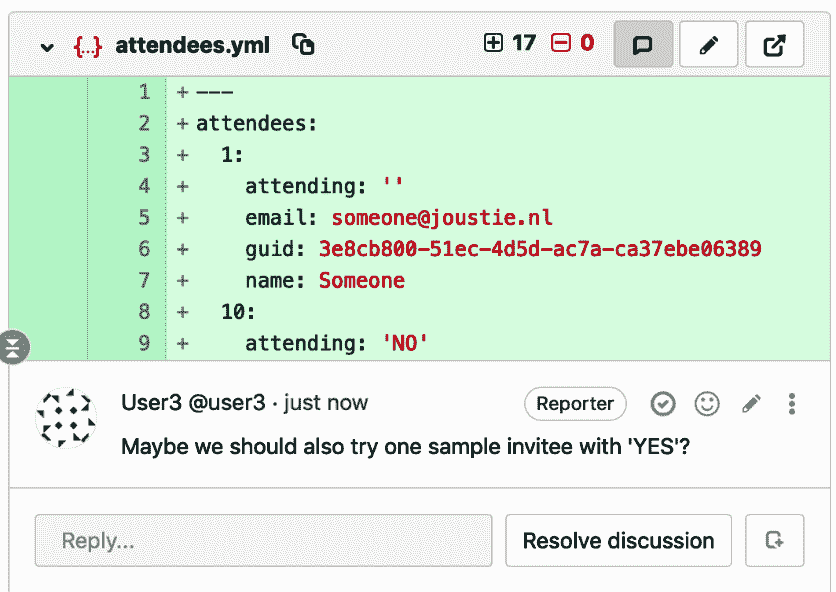 {...} attendees.yml 17 0
1 + ---
2 + attendees:
3 + 1:
4 + attending: ''
5 + email: someone@joustie.nl
6 + guid: 3e8cb800-51ec-4d5d-ac7a-ca37ebe06389
7 + name: Someone
8 + 10:
9 + attending: 'NO'
User3 @user3 · just now Reporter
Maybe we should also try one sample invitee with 'YES'?
Reply... Resolve discussion